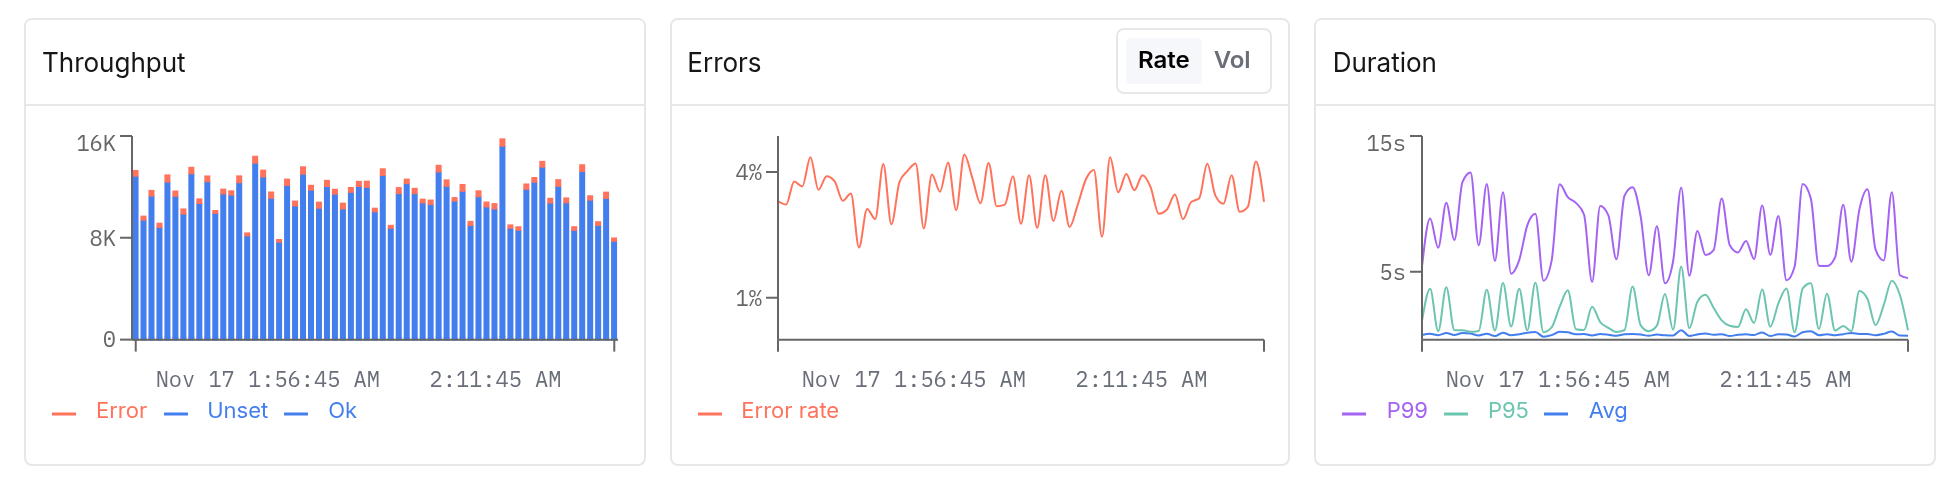 Throughput
16K
8K
0
Nov 17 1:56:45 AM 2:11:45 AM
Error Unset Ok
Errors
Rate Vol
4%
1%
Nov 17 1:56:45 AM 2:11:45 AM
Error rate
Duration
15s
5s
Nov 17 1:56:45 AM 2:11:45 AM
P99 P95 Avg